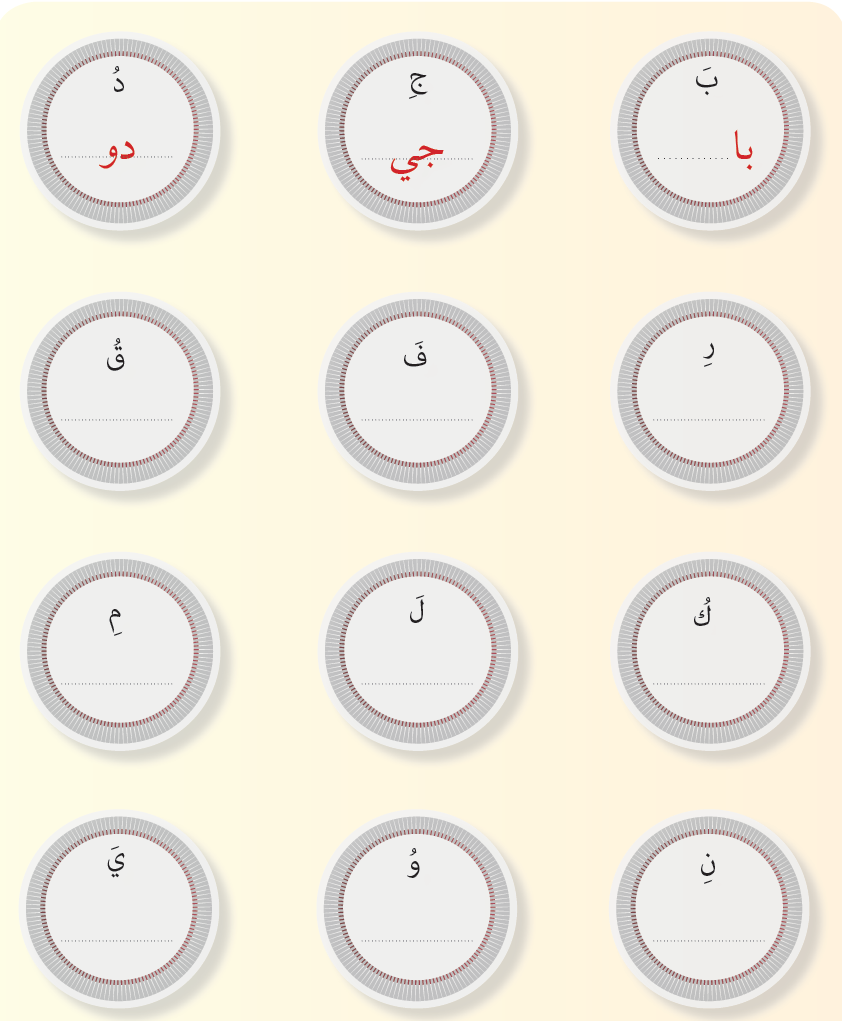 بَ جِ دُ
با جي دو
رِ فَ قُ
كُ لَ مِ
نِ وُ يَ